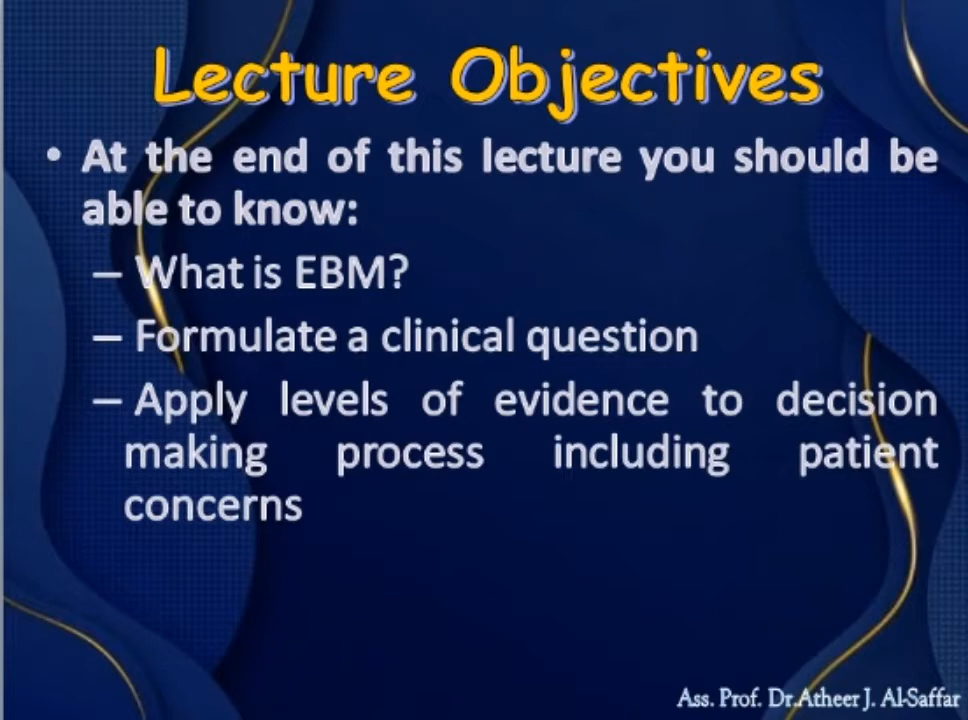 Lecture Objectives
• At the end of this lecture you should be
able to know:
– What is EBM?
– Formulate a clinical question
– Apply levels of evidence to decision
making process including patient
concerns
Ass. Prof. Dr.Atheer J. Al-Saffar